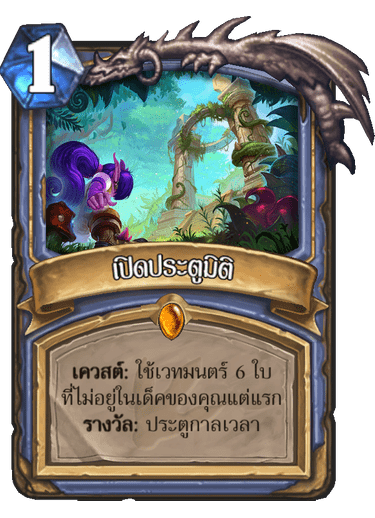 1
เปิดประตูมิติ
เควสต์: ใช้เวทมนตร์ 6 ใบ
ที่ไม่อยู่ในเด็คของคุณแต่แรก
รางวัล: ประตูกาลเวลา